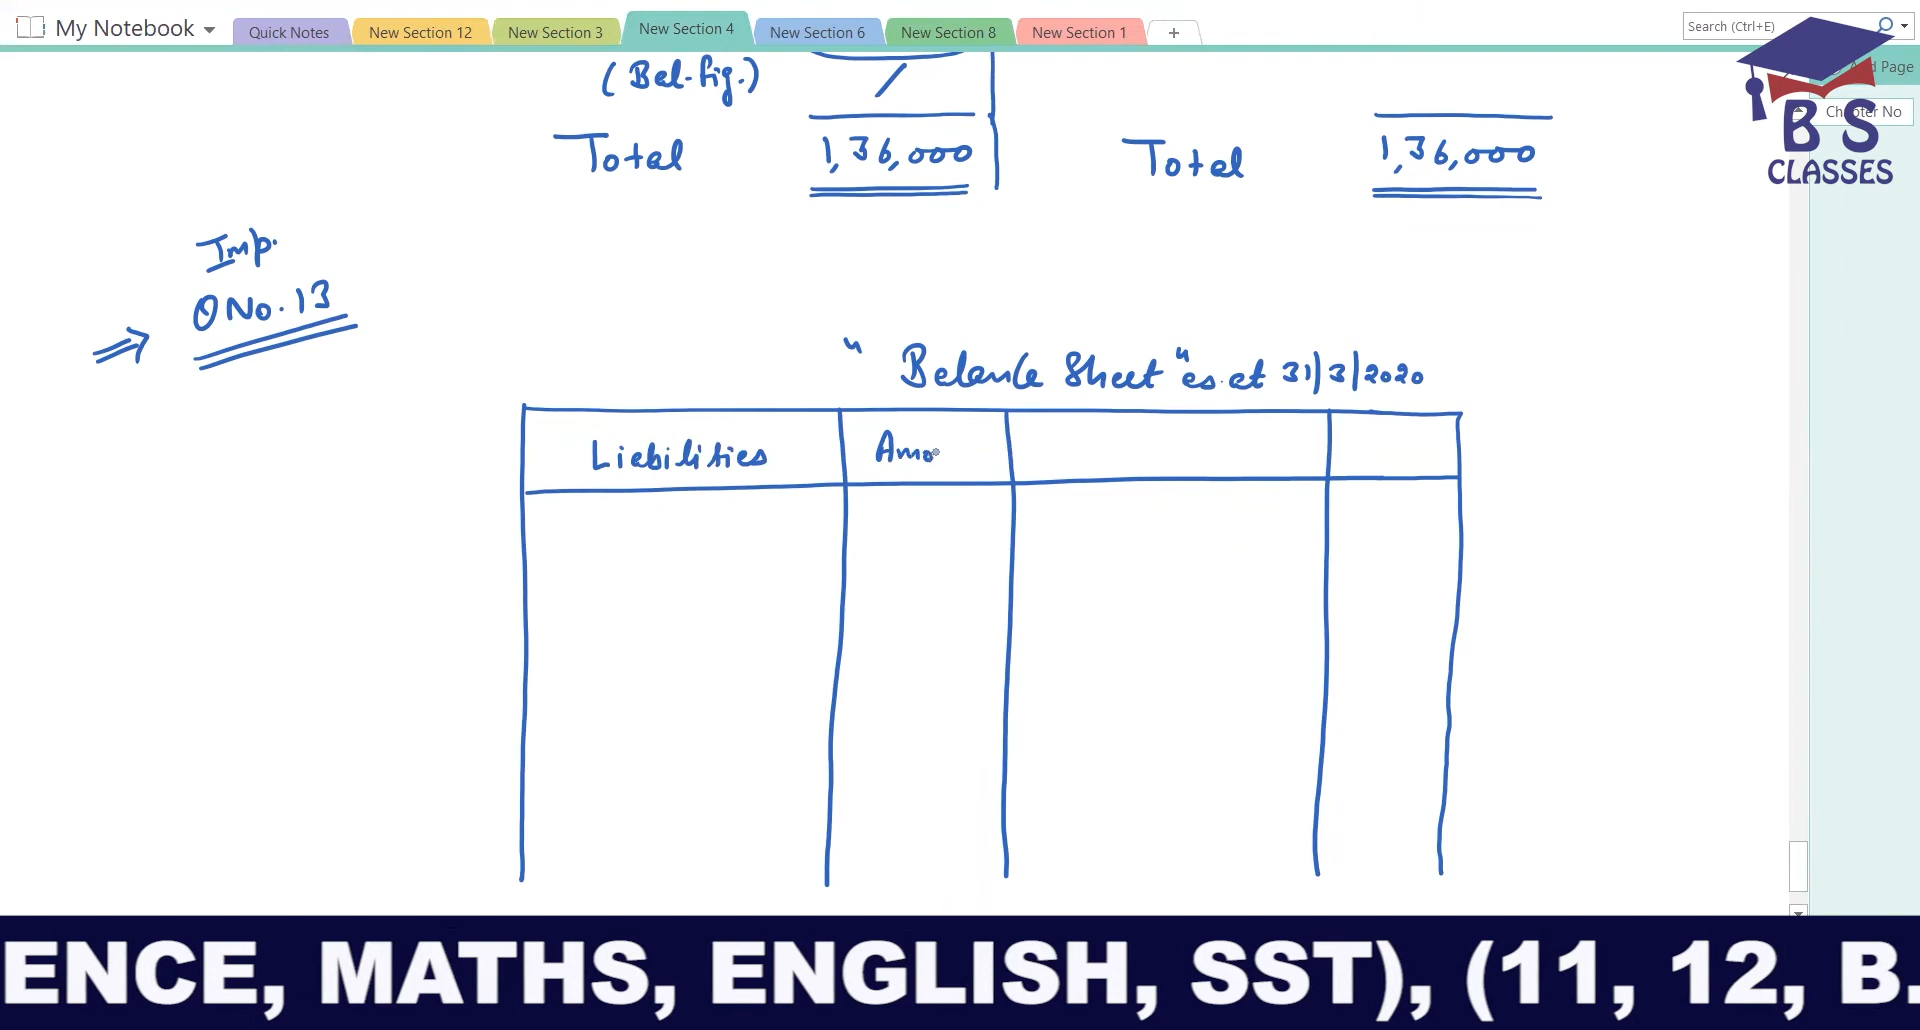 My Notebook
Quick Notes
New Section 12
New Section 3
New Section 4
New Section 6
New Section 8
New Section 1
+
Search (Ctrl+E)
d Page
Ch ter No
B S
CLASSES
(Bal-fig.)
Total 1,36,000 Total 1,36,000
Imp.
Q No. 13
" Balance Sheet " as at 31/3/2020
Liabilities Amo
ENCE, MATHS, ENGLISH, SST), (11, 12, B.